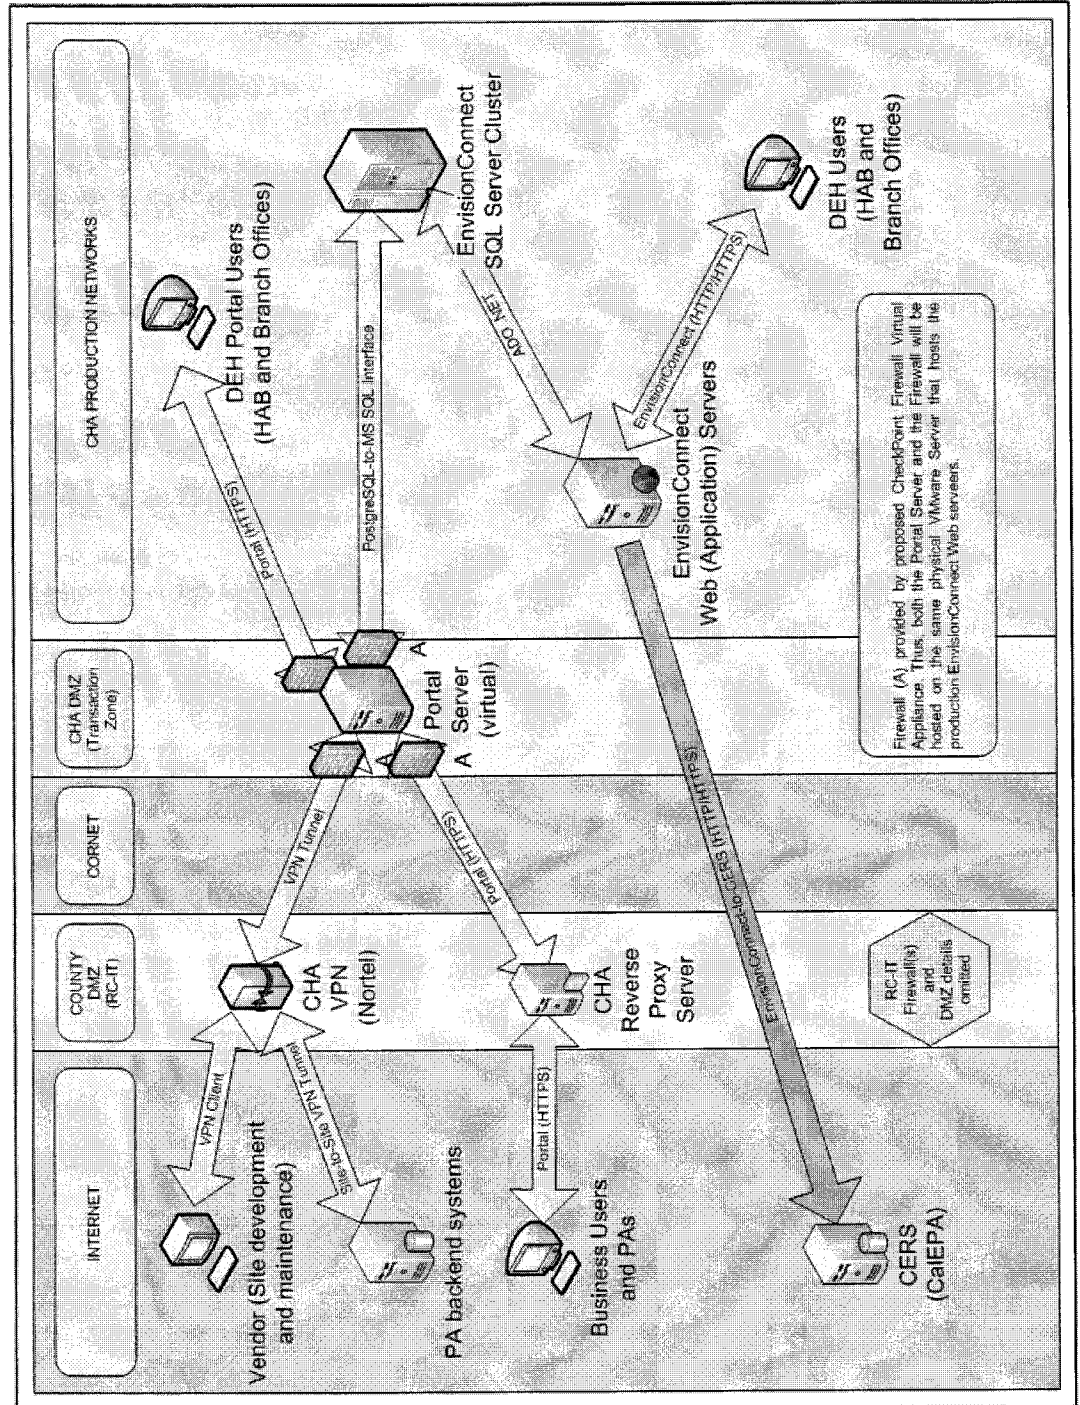 INTERNET
COUNTY
DMZ
(RC-IT)
CORNET
CHA DMZ
(Transaction
Zone)
CHA PRODUCTION NETWORKS
Vendor (Site development
and maintenance)
VPN Client
CHA
VPN
(Nortel)
VPN Tunnel
Portal (HTTPS)
DEH Portal Users
(HAB and Branch Offices)
Site-to-Site VPN Tunnel
PA backend systems
A
A
A
Portal
Server
(virtual)
PostgreSQL-to-MS SQL Interface
EnvisionConnect
SQL Server Cluster
Portal (HTTPS)
Business Users
and PAs
Portal (HTTPS)
CHA
Reverse
Proxy
Server
ADO .NET
EnvisionConnect
Web (Application) Servers
EnvisionConnect (HTTP/HTTPS)
DEH Users
(HAB and
Branch Offices)
EnvisionConnect-to-CERS (HTTP/HTTPS)
CERS
(CalEPA)
RC-IT
Firewall(s)
and
DMZ details
omitted
Firewall (A) provided by proposed CheckPoint Firewall Virtual
Appliance. Thus, both the Portal Server and the Firewall will be
hosted on the same physical VMware Server that hosts the
production EnvisionConnect Web serveers.